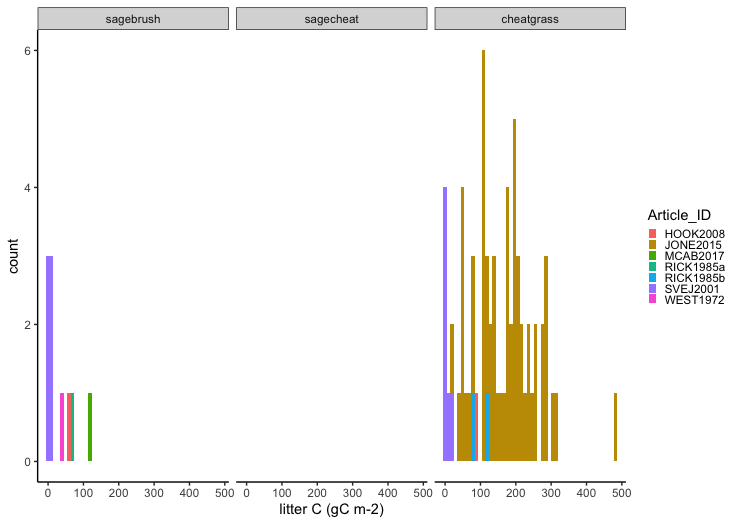 sagebrush sagecheat cheatgrass
6
4
2
0
count
0 100 200 300 400 500 0 100 200 300 400 500 0 100 200 300 400 500
litter C (gC m-2)
Article_ID
HOOK2008
JONE2015
MCAB2017
RICK1985a
RICK1985b
SVEJ2001
WEST1972